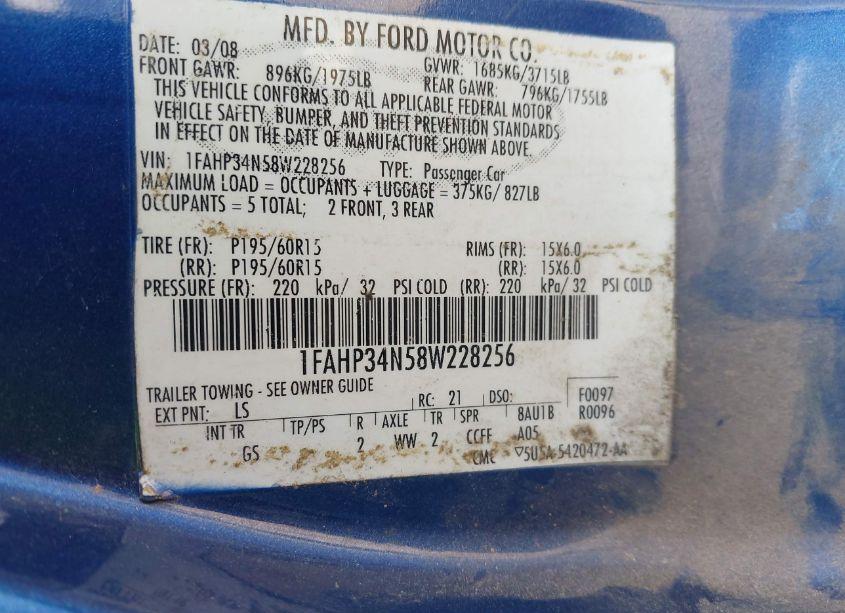 MFD. BY FORD MOTOR CO.
DATE: 03/08 GVWR: 1685KG/3715LB
FRONT GAWR: 896KG/1975LB REAR GAWR: 796KG/1755LB
THIS VEHICLE CONFORMS TO ALL APPLICABLE FEDERAL MOTOR
VEHICLE SAFETY, BUMPER, AND THEFT PREVENTION STANDARDS
IN EFFECT ON THE DATE OF MANUFACTURE SHOWN ABOVE.
VIN: 1FAHP34N58W228256 TYPE: Passenger Car
MAXIMUM LOAD = OCCUPANTS + LUGGAGE = 375KG/ 827LB
OCCUPANTS = 5 TOTAL; 2 FRONT, 3 REAR
TIRE (FR): P195/60R15 RIMS (FR): 15X6.0
(RR): P195/60R15 (RR): 15X6.0
PRESSURE (FR): 220 kPa/ 32 PSI COLD (RR): 220 kPa/ 32 PSI COLD
1FAHP34N58W228256
TRAILER TOWING - SEE OWNER GUIDE
EXT PNT: LS RC: 21 DSO: F0097
R0096
INT TR TP/PS R AXLE TR SPR 8AU1B
GS 2 WW 2 CCFF A05
CMC ▽5U5A-5420472-AA